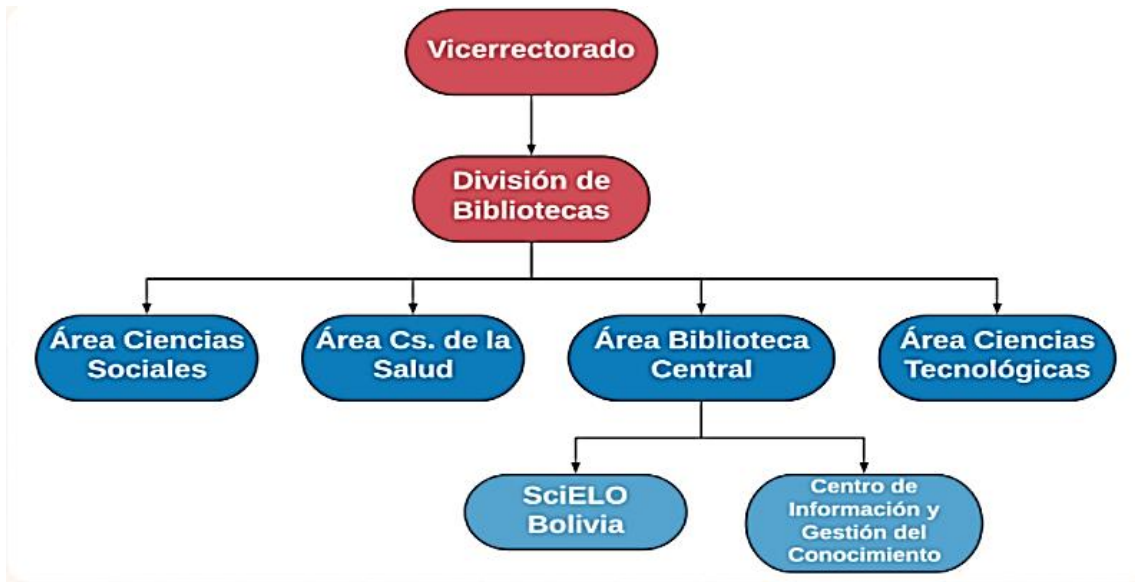 Vicerrectorado
División de
Bibliotecas
Área Ciencias
Sociales
Área Cs. de la
Salud
Área Biblioteca
Central
Área Ciencias
Tecnológicas
SciELO
Bolivia
Centro de
Información y
Gestión del
Conocimiento